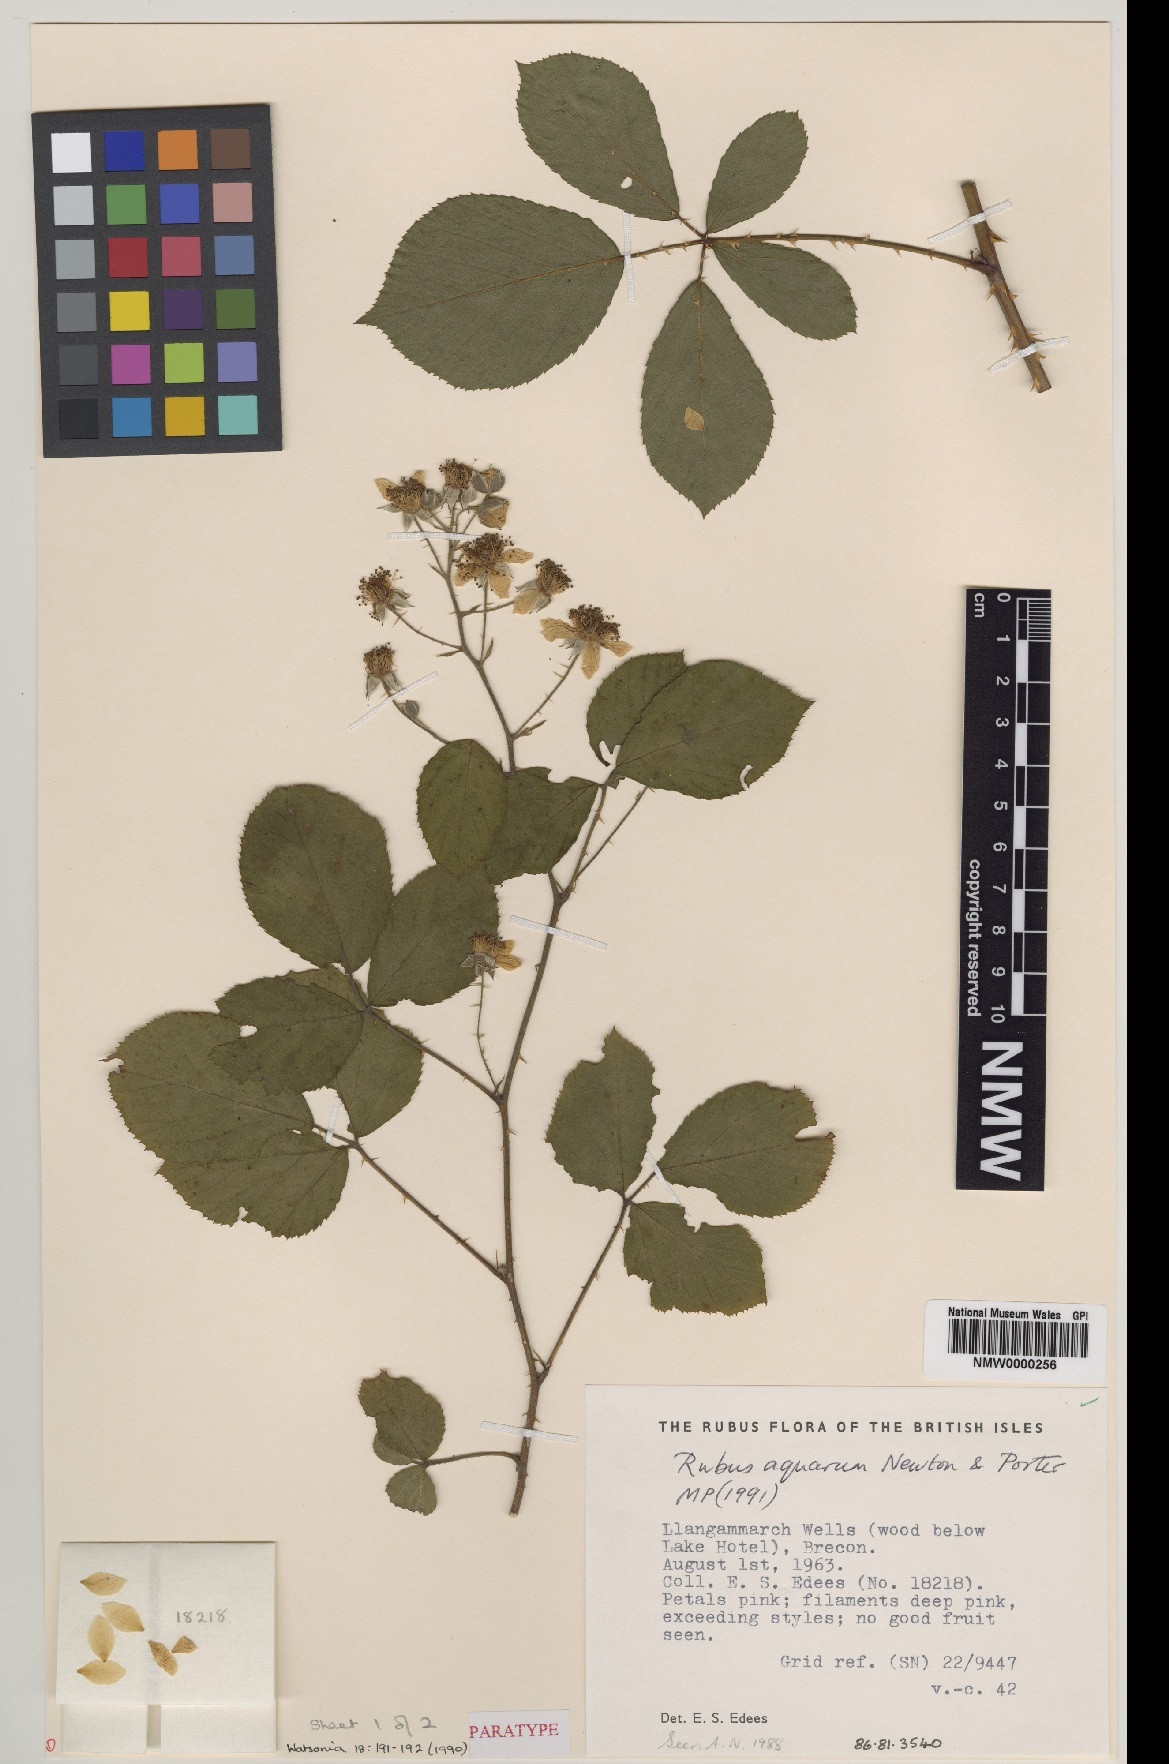 cm
0
1
2
3
4
5
6
7
8
9
10
copyright reserved
NMW
National Museum Wales GPI
NMW0000256
THE RUBUS FLORA OF THE BRITISH ISLES
Rubus aquarum Newton & Porter
MP (1991)
Llangammarch Wells (wood below
Lake Hotel), Brecon.
August 1st, 1963.
Coll. E. S. Edees (No. 18218).
Petals pink; filaments deep pink,
exceeding styles; no good fruit
seen.
Grid ref. (SN) 22/9447
v.-c. 42
Det. E. S. Edees
Seen A. N. 1988
86.81.3540
18218
Sheet 1 of 2
Watsonia 18:191-192 (1990)
PARATYPE